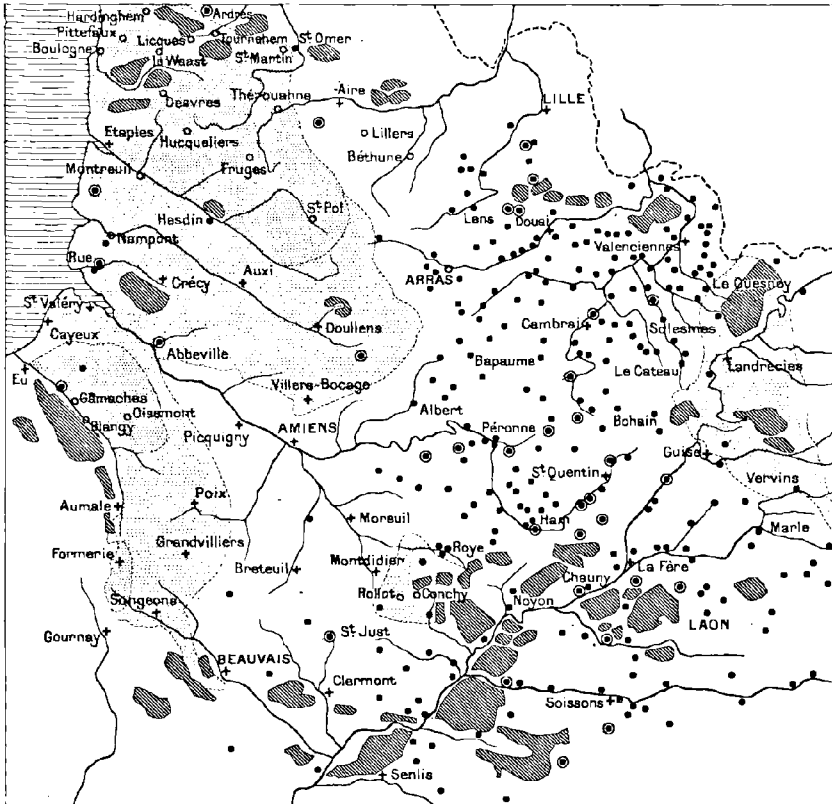 Hardinghem
Ardres
Pittefaux
Licques
Tournehem
St Omer
Boulogne
le Waast
St Martin
Desvres
Thérouanne
Aire
LILLE
Etaples
Hucqueliers
Lillers
Fruges
Béthune
Montreuil
St Pol
Hesdin
Lens
Douai
Nampont
Valenciennes
Rue
Crécy
Auxi
ARRAS
Le Quesnoy
St Valéry
Cayeux
Doullens
Cambrai
Solesmes
Abbeville
Bapaume
Le Cateau
Landrecies
Eu
Villers-Bocage
Gamaches
Oisemont
Albert
Blangy
Picquigny
AMIENS
Péronne
Bohain
Guise
St Quentin
Vervins
Aumale
Poix
Moreuil
Ham
Marle
Formerie
Grandvilliers
Breteuil
Montdidier
Roye
La Fère
Chauny
Rollot
Conchy
Songeons
Noyon
Gournay
St Just
LAON
BEAUVAIS
Clermont
Soissons
Senlis